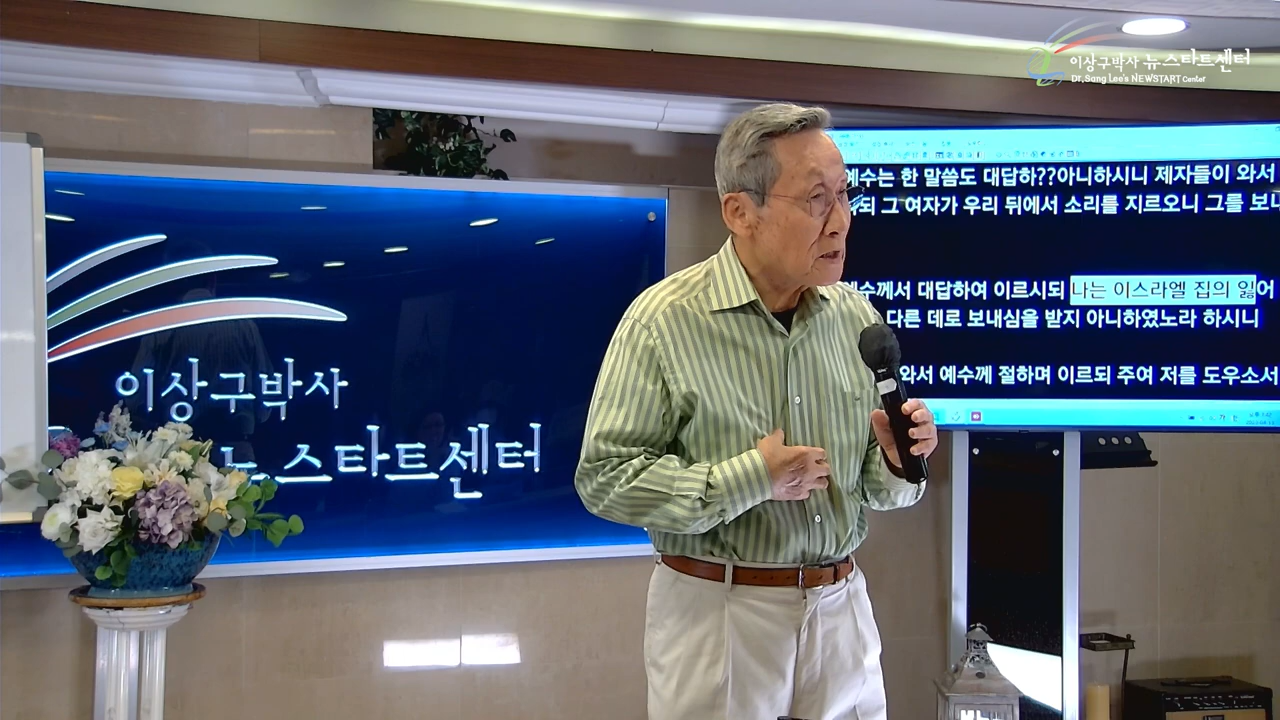 이상구박사 뉴스타트센터
Dr. Sang Lee's NEWSTART Center
이상구박사
뉴스타트센터
예수는 한 말씀도 대답하??아니하시니 제자들이 와서
되 그 여자가 우리 뒤에서 소리를 지르오니 그를 보내
예수께서 대답하여 이르시되 나는 이스라엘 집의 잃어
다른 데로 보내심을 받지 아니하였노라 하시니
와서 예수께 절하며 이르되 주여 저를 도우소서